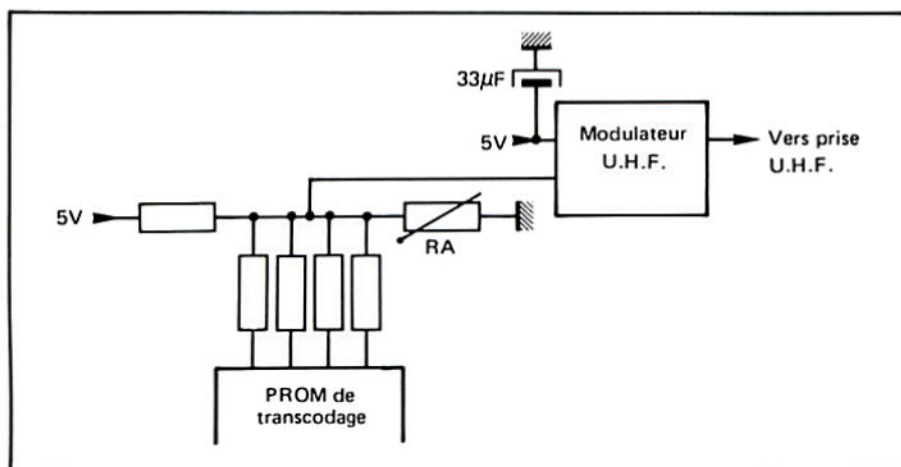 33µF
5V
Modulateur
U.H.F.
Vers prise
U.H.F.
5V
RA
PROM de
transcodage